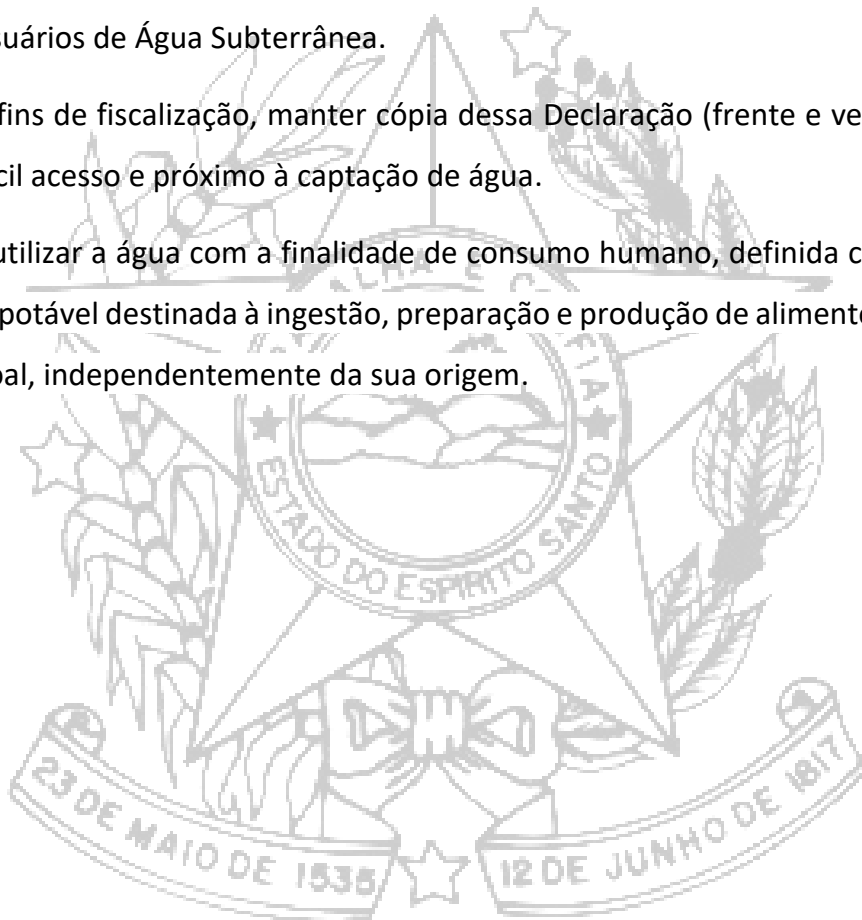 suários de Água Subterrânea.
fins de fiscalização, manter cópia dessa Declaração (frente e ve
cil acesso e próximo à captação de água.
utilizar a água com a finalidade de consumo humano, definida c
potável destinada à ingestão, preparação e produção de alimento
oal, independentemente da sua origem.
ESTADO DO ESPIRITO SANTO
23 DE MAIO DE 1535
12 DE JUNHO DE 1817